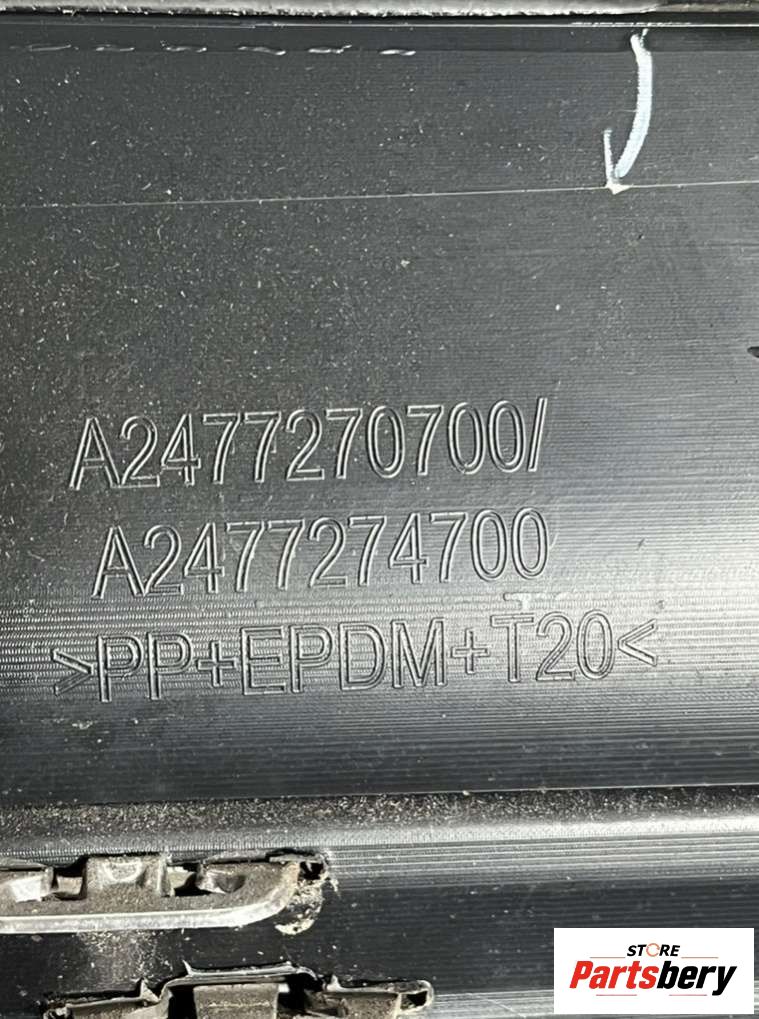 A2477270700/
A2477274700
>PP+EPDM+T20<
STORE
Partsbery